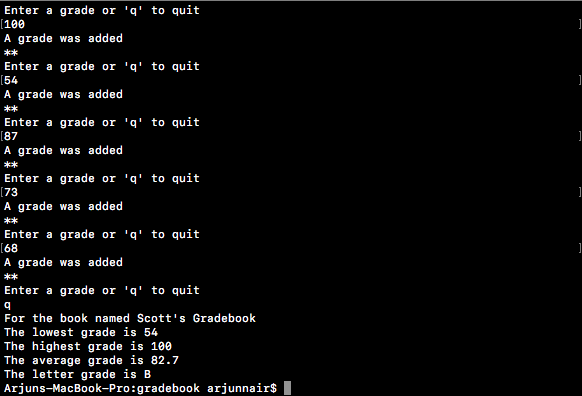 Enter a grade or 'q' to quit
[100 ]
A grade was added
**
Enter a grade or 'q' to quit
[54 ]
A grade was added
**
Enter a grade or 'q' to quit
[87 ]
A grade was added
**
Enter a grade or 'q' to quit
[73 ]
A grade was added
**
Enter a grade or 'q' to quit
[68 ]
A grade was added
**
Enter a grade or 'q' to quit
q
For the book named Scott's Gradebook
The lowest grade is 54
The highest grade is 100
The average grade is 82.7
The letter grade is B
Arjuns-MacBook-Pro:gradebook arjunnair$